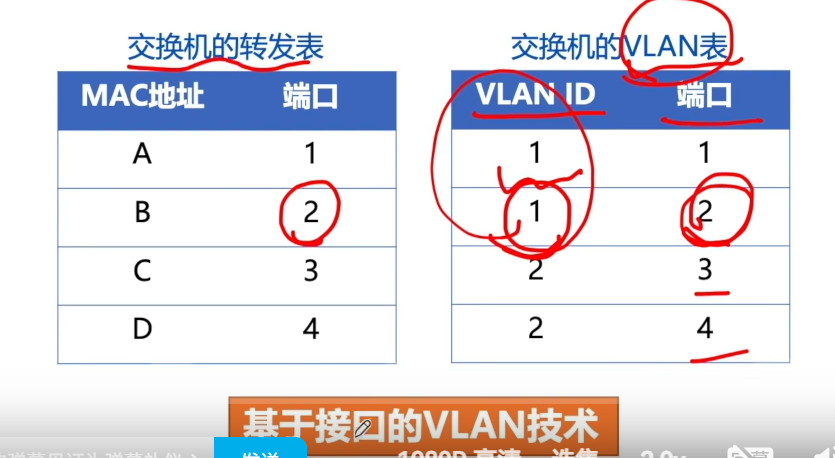 交换机的转发表
MAC地址 端口
A 1
B 2
C 3
D 4
交换机的VLAN表
VLAN ID 端口
1 1
1 2
2 3
2 4
基于接口的VLAN技术
发送
1080P 高清 选集 2.0x